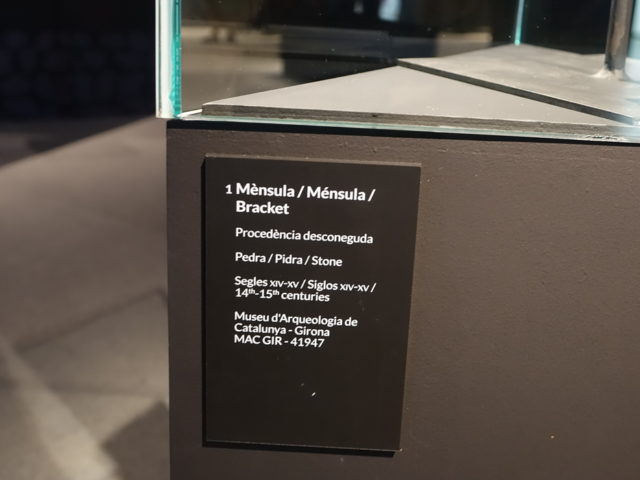 1 Mènsula / Ménsula /
Bracket
Procedència desconeguda
Pedra / Pidra / Stone
Segles XIV-XV / Siglos XIV-XV /
14th-15th centuries
Museu d'Arqueologia de
Catalunya - Girona
MAC GIR - 41947